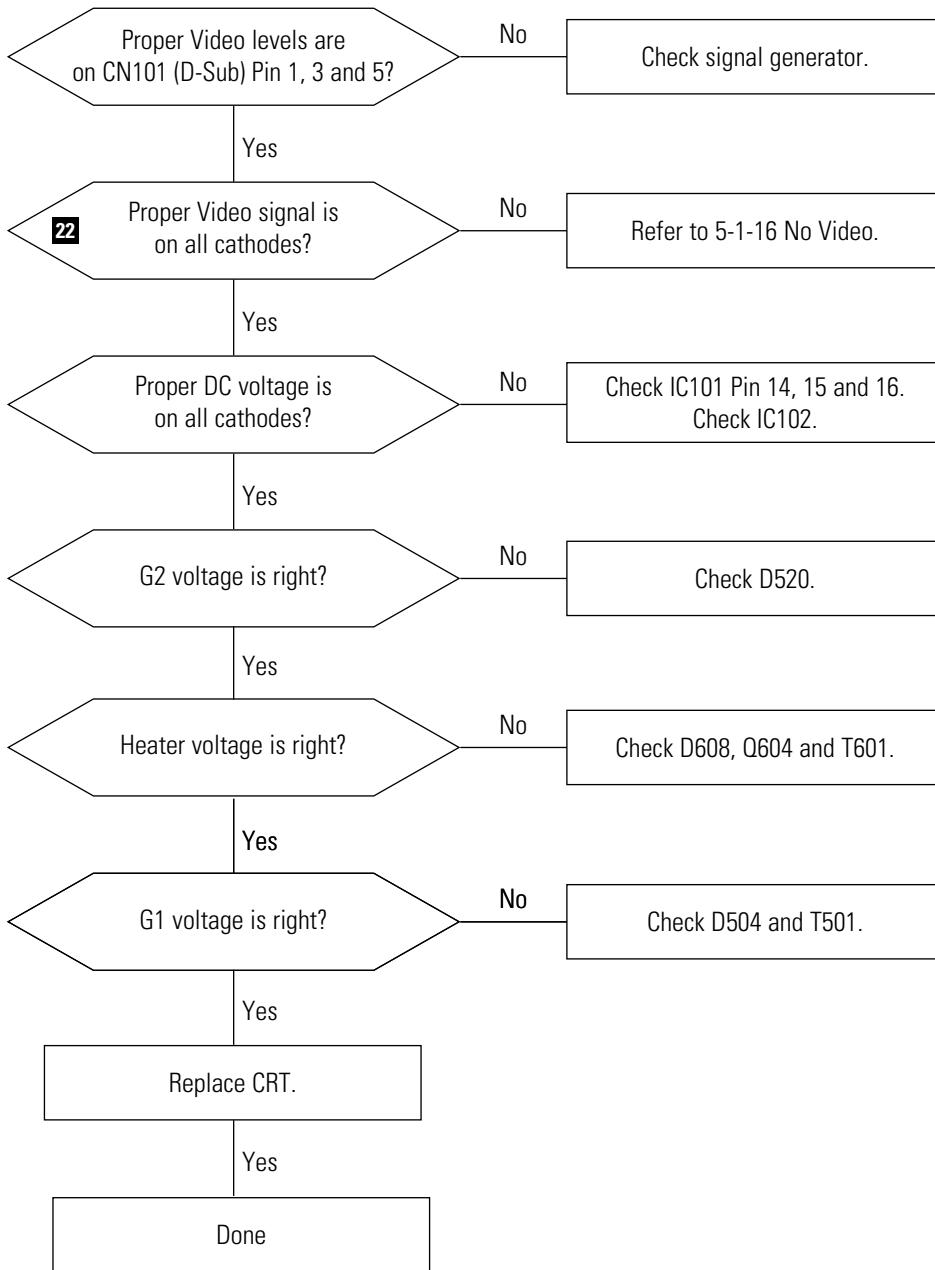 Proper Video levels are
on CN101 (D-Sub) Pin 1, 3 and 5?
No
Check signal generator.
Yes
22
Proper Video signal is
on all cathodes?
No
Refer to 5-1-16 No Video.
Yes
Proper DC voltage is
on all cathodes?
No
Check IC101 Pin 14, 15 and 16.
Check IC102.
Yes
G2 voltage is right?
No
Check D520.
Yes
Heater voltage is right?
No
Check D608, Q604 and T601.
Yes
G1 voltage is right?
No
Check D504 and T501.
Yes
Replace CRT.
Yes
Done